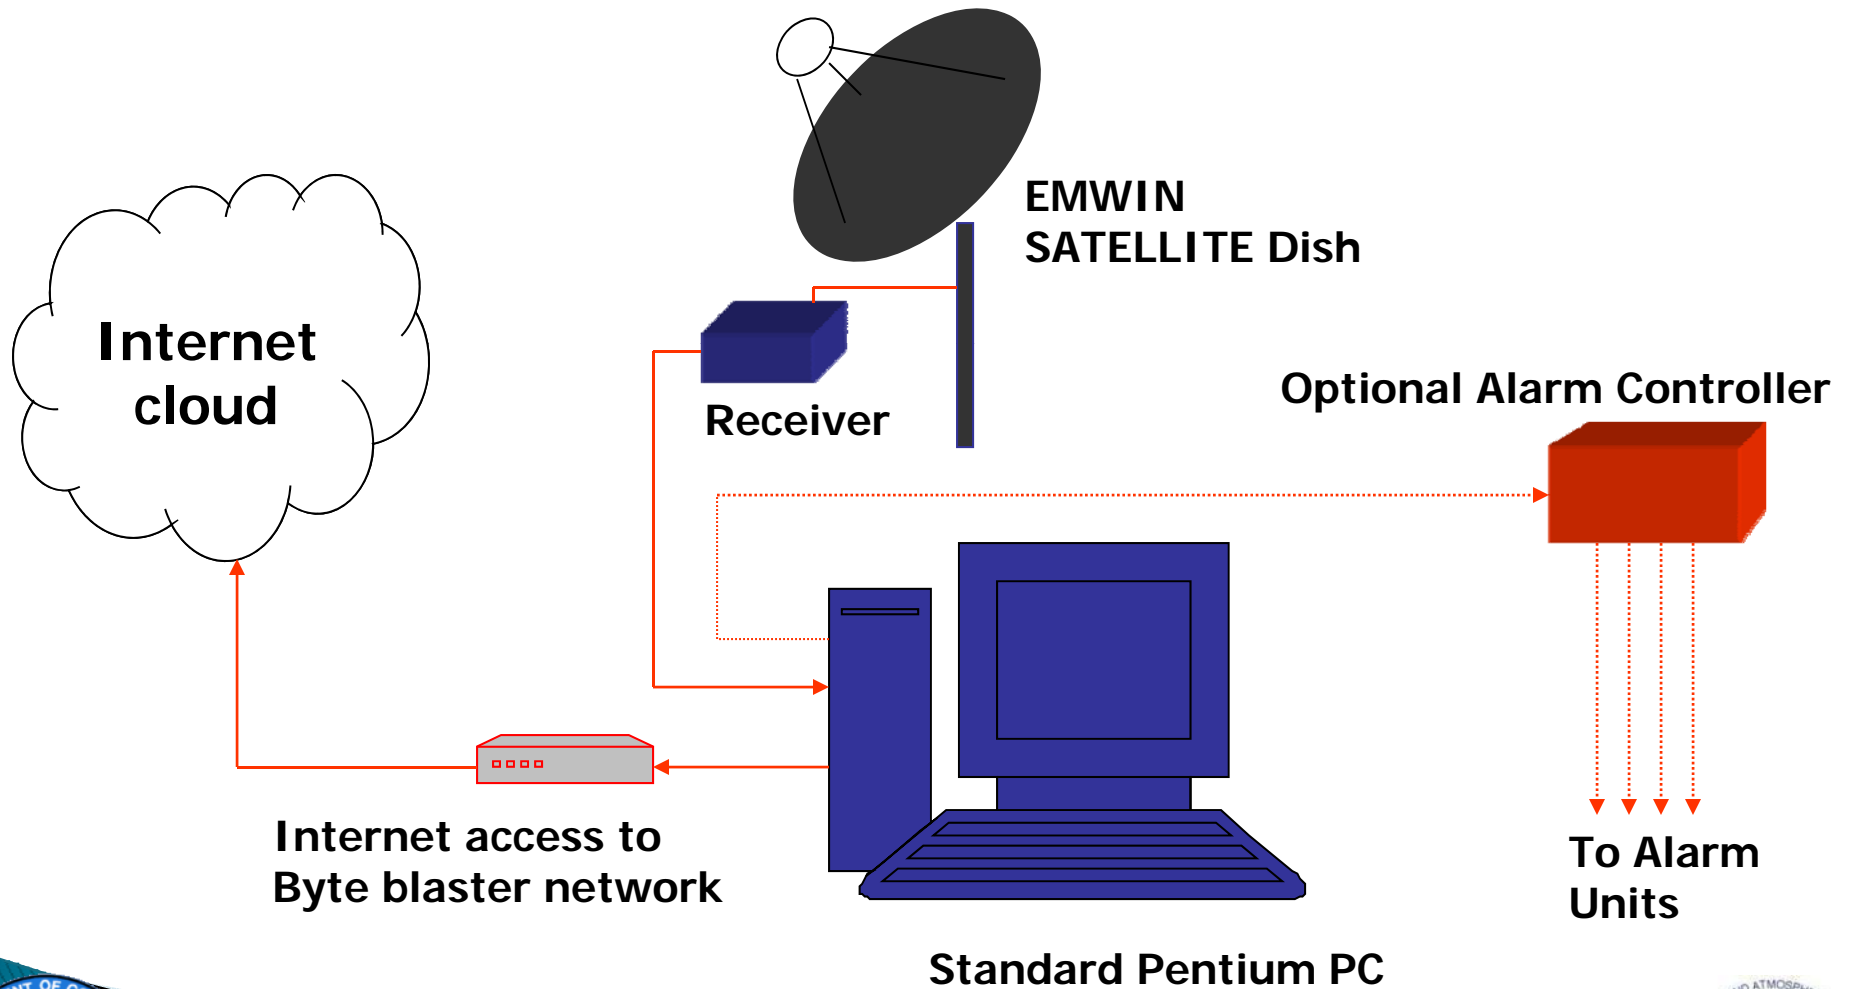 EMWIN
SATELLITE Dish
Internet
cloud
Receiver
Optional Alarm Controller
Internet access to
Byte blaster network
To Alarm
Units
Standard Pentium PC